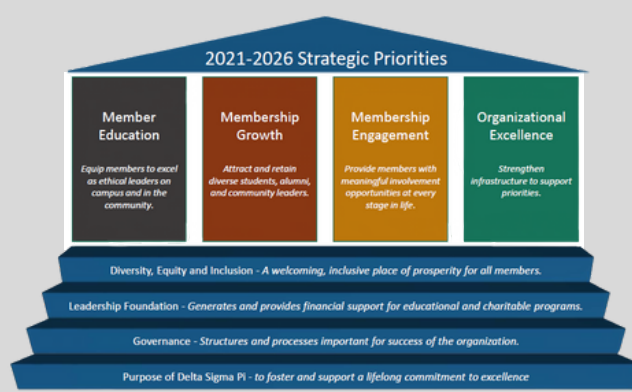 2021-2026 Strategic Priorities
Member
Education
Equip members to excel
as ethical leaders on
campus and in the
community.
Membership
Growth
Attract and retain
diverse students, alumni,
and community leaders.
Membership
Engagement
Provide members with
meaningful involvement
opportunities at every
stage in life.
Organizational
Excellence
Strengthen
infrastructure to support
priorities.
Diversity, Equity and Inclusion - A welcoming, inclusive place of prosperity for all members.
Leadership Foundation - Generates and provides financial support for educational and charitable programs.
Governance - Structures and processes important for success of the organization.
Purpose of Delta Sigma Pi - to foster and support a lifelong commitment to excellence